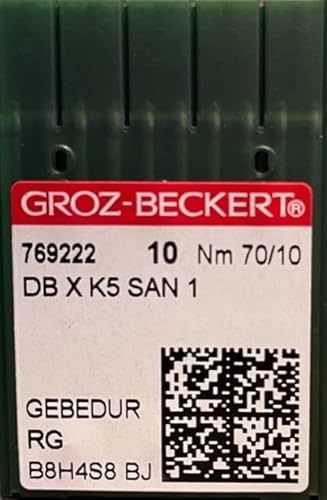 GROZ-BECKERT®
769222 10 Nm 70/10
DB X K5 SAN 1
GEBEDUR
RG
B8H4S8 BJ